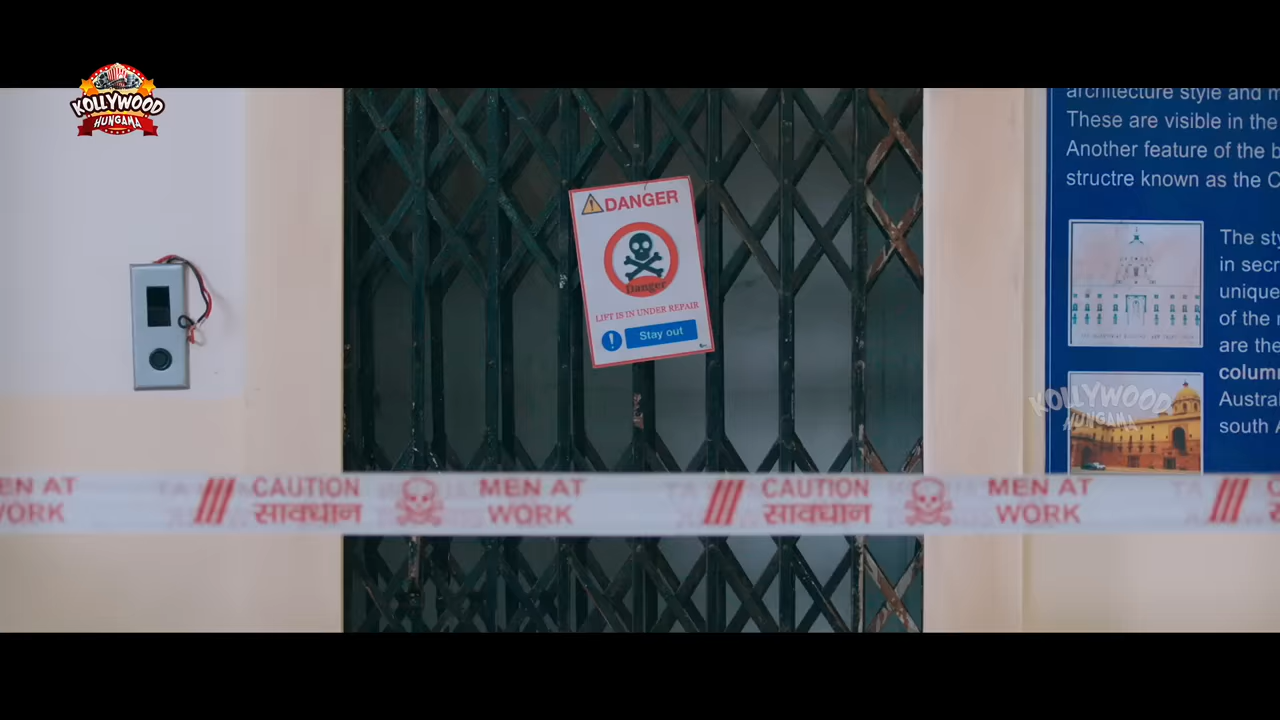 KOLLYWOOD
HUNGAMA
DANGER
Danger
LIFT IS IN UNDER REPAIR
Stay out
architecture style and m
These are visible in the
Another feature of the b
structre known as the C
The sty
in secr
unique
of the r
are the
colum
Austral
south A
KOLLYWOOD
HUNGAMA
EN AT
WORK
CAUTION
सावधान
MEN AT
WORK
CAUTION
सावधान
MEN AT
WORK